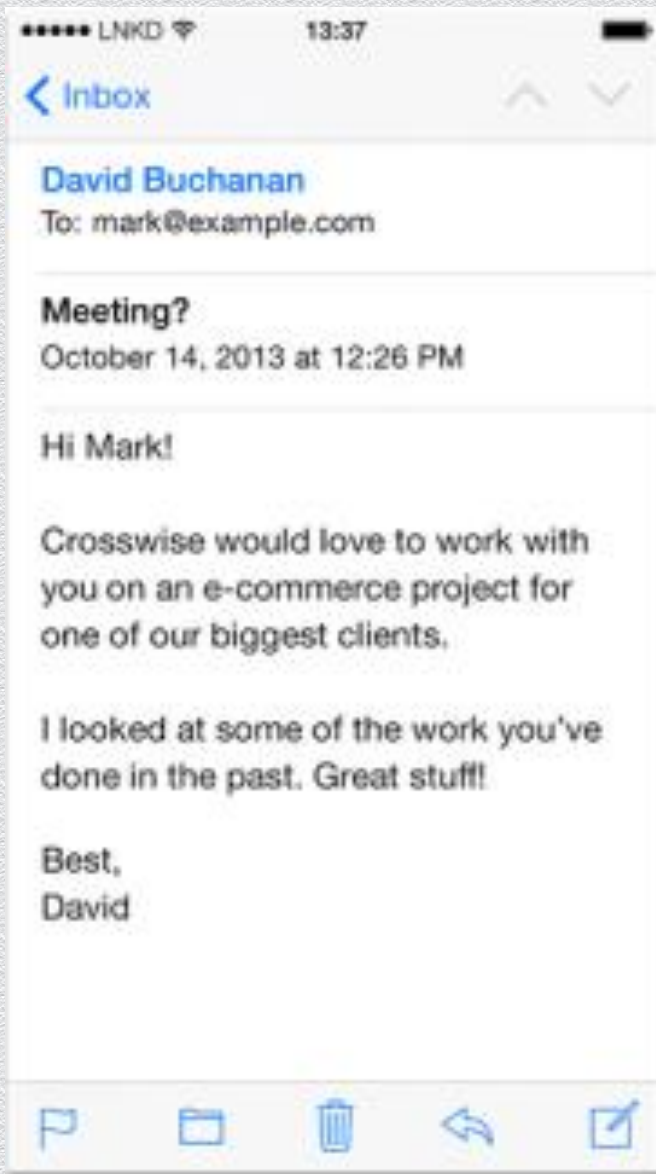 LNKD 13:37
Inbox
David Buchanan
To: mark@example.com
Meeting?
October 14, 2013 at 12:26 PM
Hi Mark!
Crosswise would love to work with
you on an e-commerce project for
one of our biggest clients.
I looked at some of the work you've
done in the past. Great stuff!
Best,
David